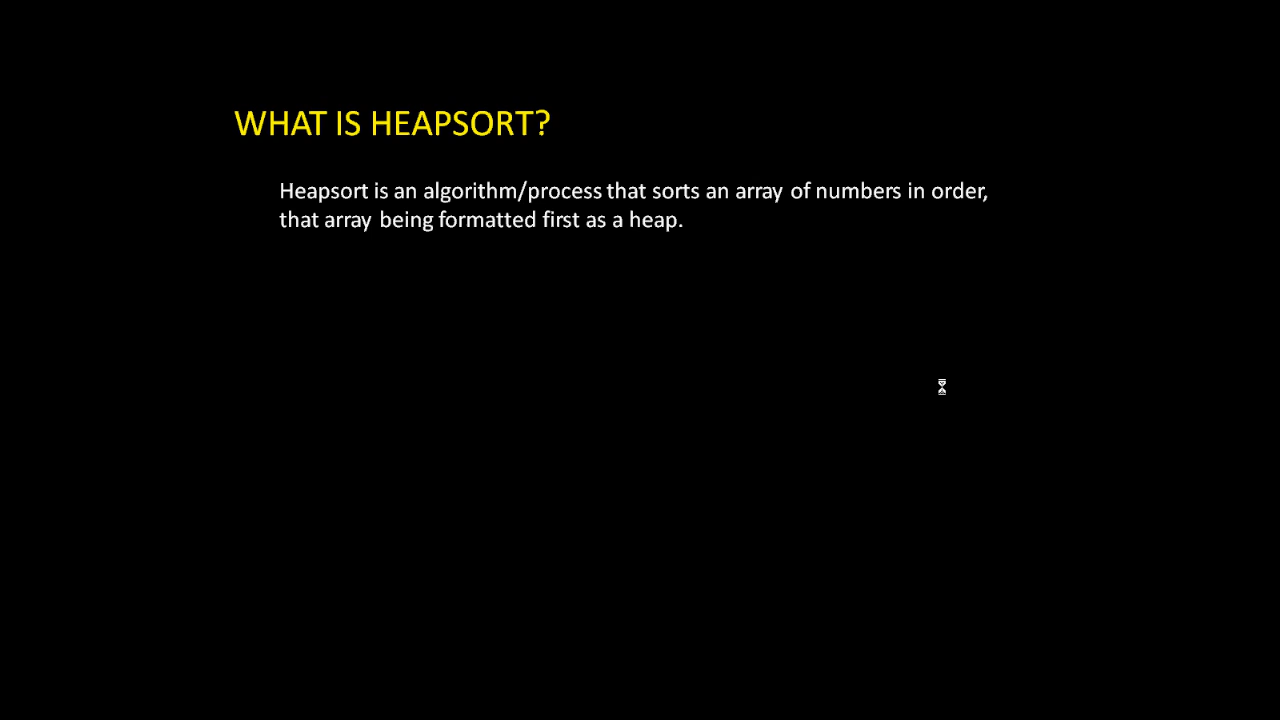 WHAT IS HEAPSORT?
Heapsort is an algorithm/process that sorts an array of numbers in order,
that array being formatted first as a heap.